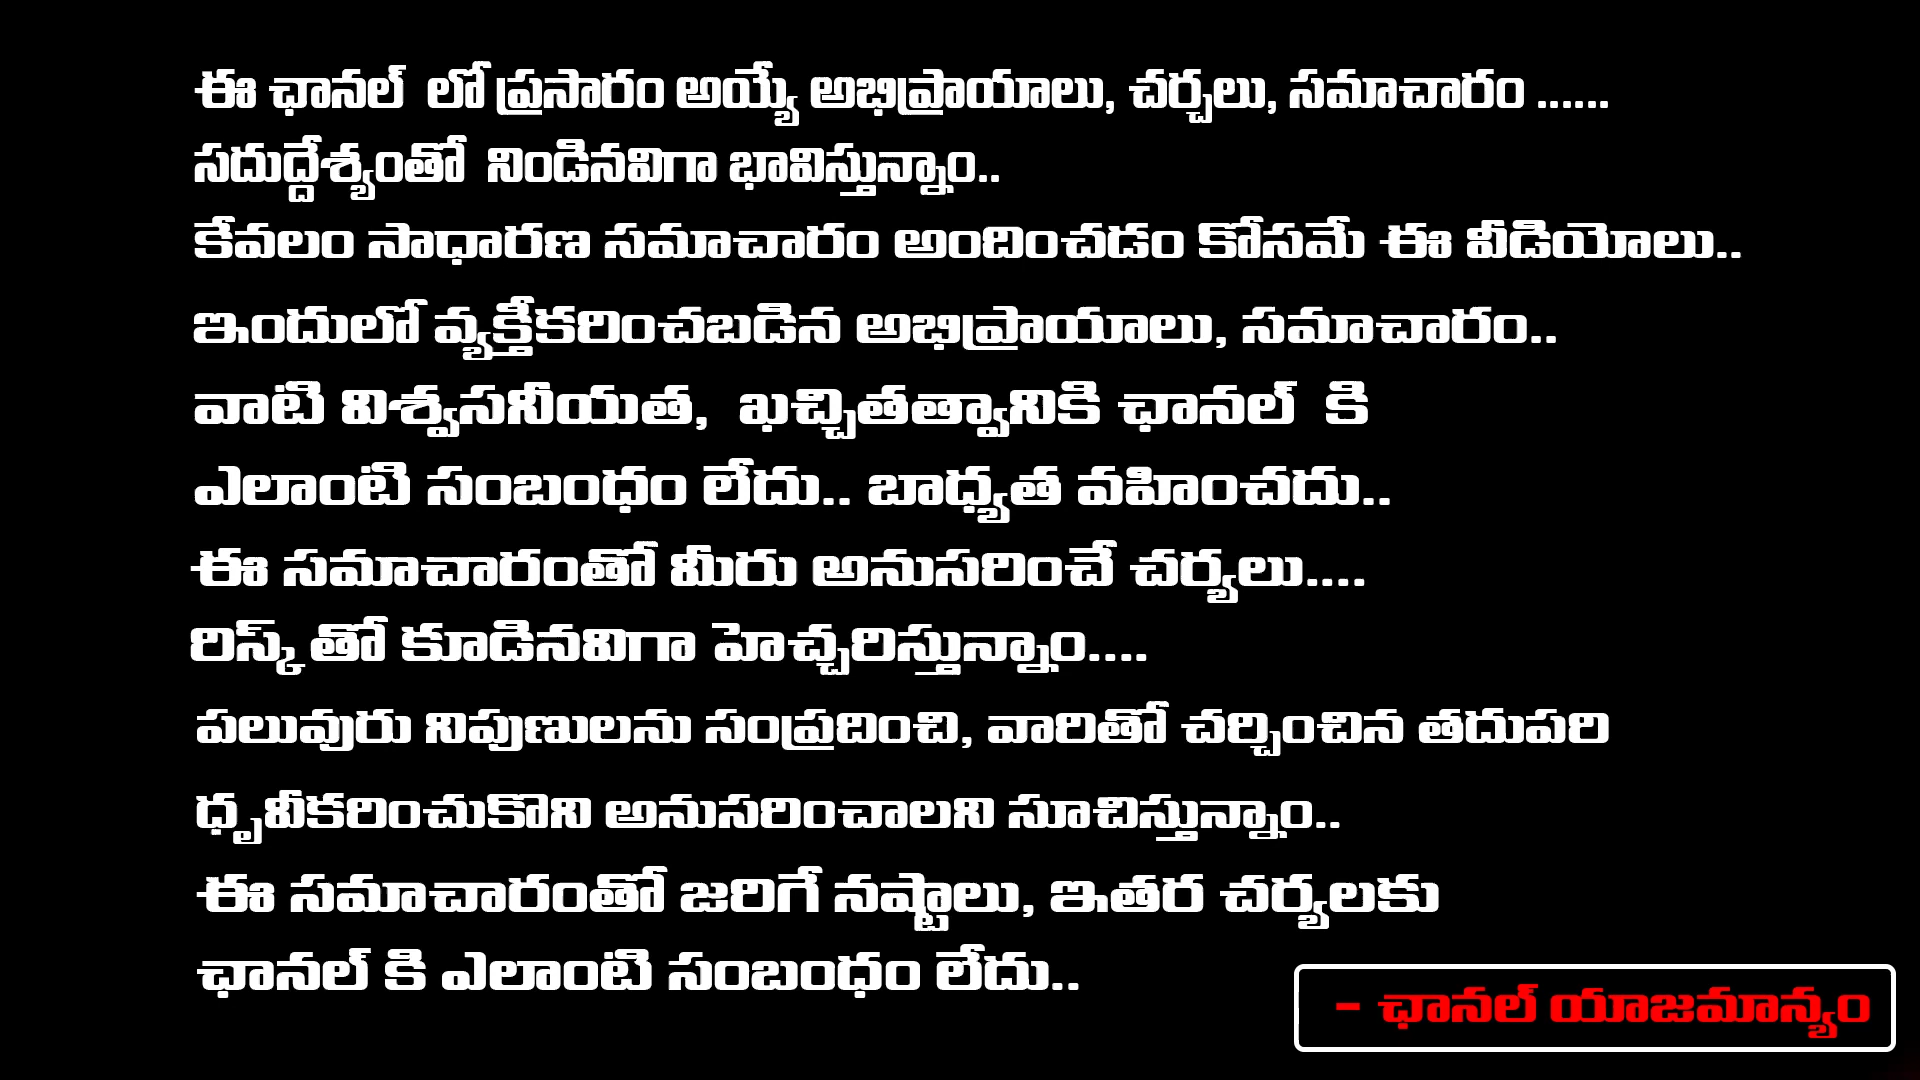 ఈ ఛానల్ లో ప్రసారం అయ్యే అభిప్రాయాలు, చర్చలు, సమాచారం ......
సదుద్దేశ్యంతో నిండినవిగా భావిస్తున్నాం..
కేవలం సాధారణ సమాచారం అందించడం కోసమే ఈ వీడియోలు..
ఇందులో వ్యక్తీకరించబడిన అభిప్రాయాలు, సమాచారం..
వాటి విశ్వసనీయత, ఖచ్చితత్వానికి ఛానల్ కి
ఎలాంటి సంబంధం లేదు.. బాధ్యత వహించదు..
ఈ సమాచారంతో మీరు అనుసరించే చర్యలు....
రిస్క్ తో కూడినవిగా హెచ్చరిస్తున్నాం....
పలువురు నిపుణులను సంప్రదించి, వారితో చర్చించిన తదుపరి
ధృవీకరించుకొని అనుసరించాలని సూచిస్తున్నాం..
ఈ సమాచారంతో జరిగే నష్టాలు, ఇతర చర్యలకు
ఛానల్ కి ఎలాంటి సంబంధం లేదు..
- ఛానల్ యాజమాన్యం